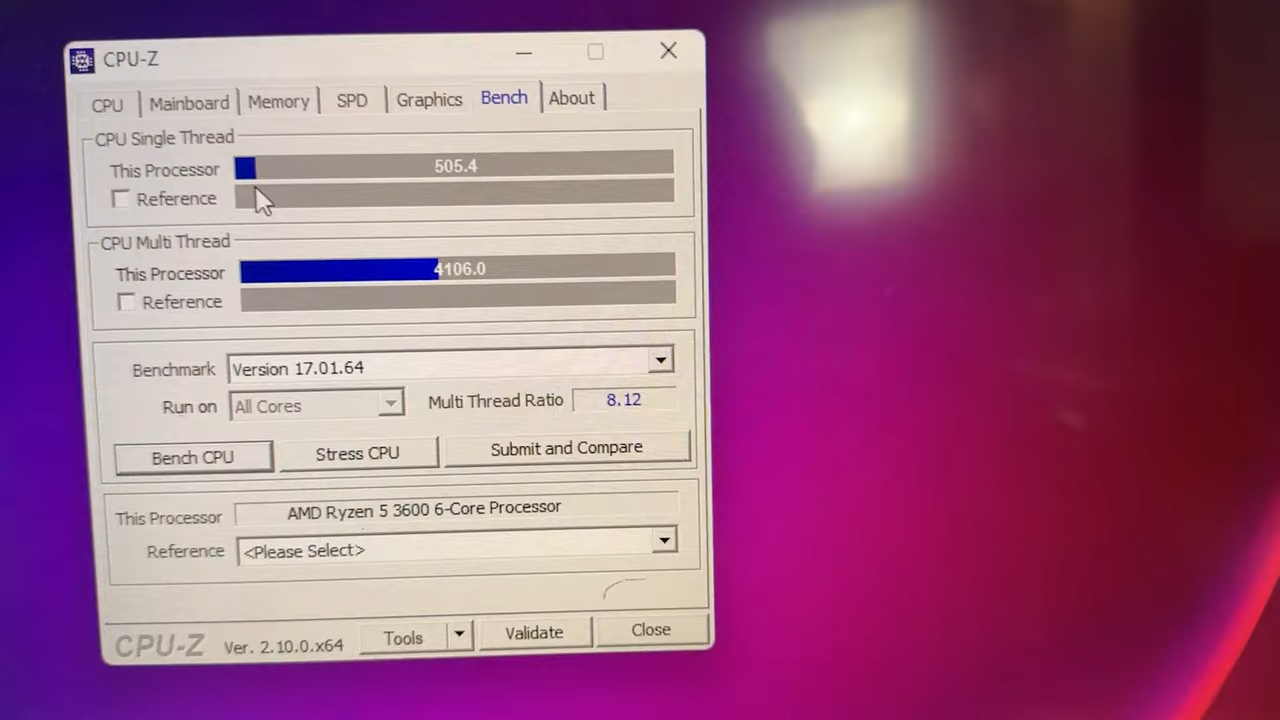 CPU-Z
CPU Mainboard Memory SPD Graphics Bench About
CPU Single Thread
This Processor 505.4
Reference
CPU Multi Thread
This Processor 4106.0
Reference
Benchmark Version 17.01.64
Run on All Cores Multi Thread Ratio 8.12
Bench CPU Stress CPU Submit and Compare
This Processor AMD Ryzen 5 3600 6-Core Processor
Reference <Please Select>
CPU-Z Ver. 2.10.0.x64 Tools Validate Close